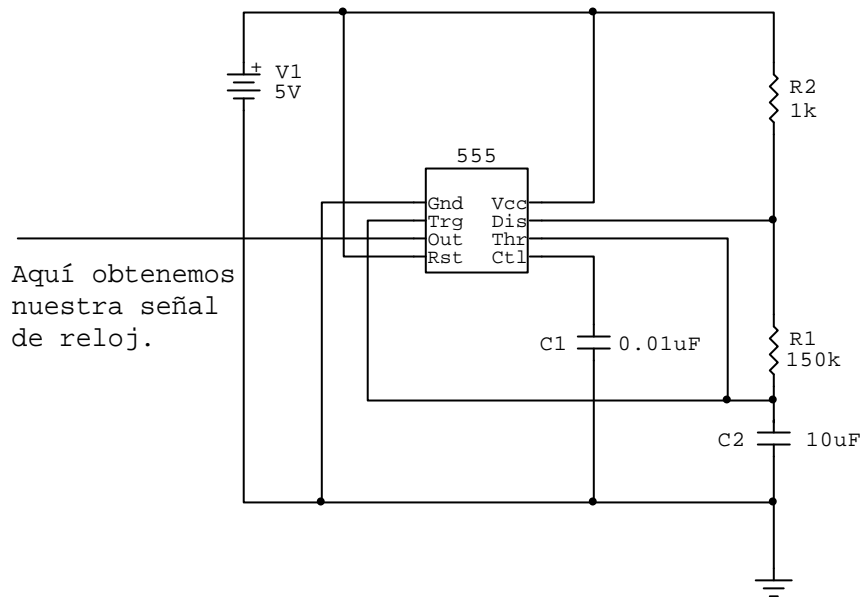 + V1
5V
R2
1k
555
Gnd Vcc
Trg Dis
Out Thr
Rst Ctl
Aquí obtenemos
nuestra señal
de reloj.
C1 0.01uF
R1
150k
C2 10uF